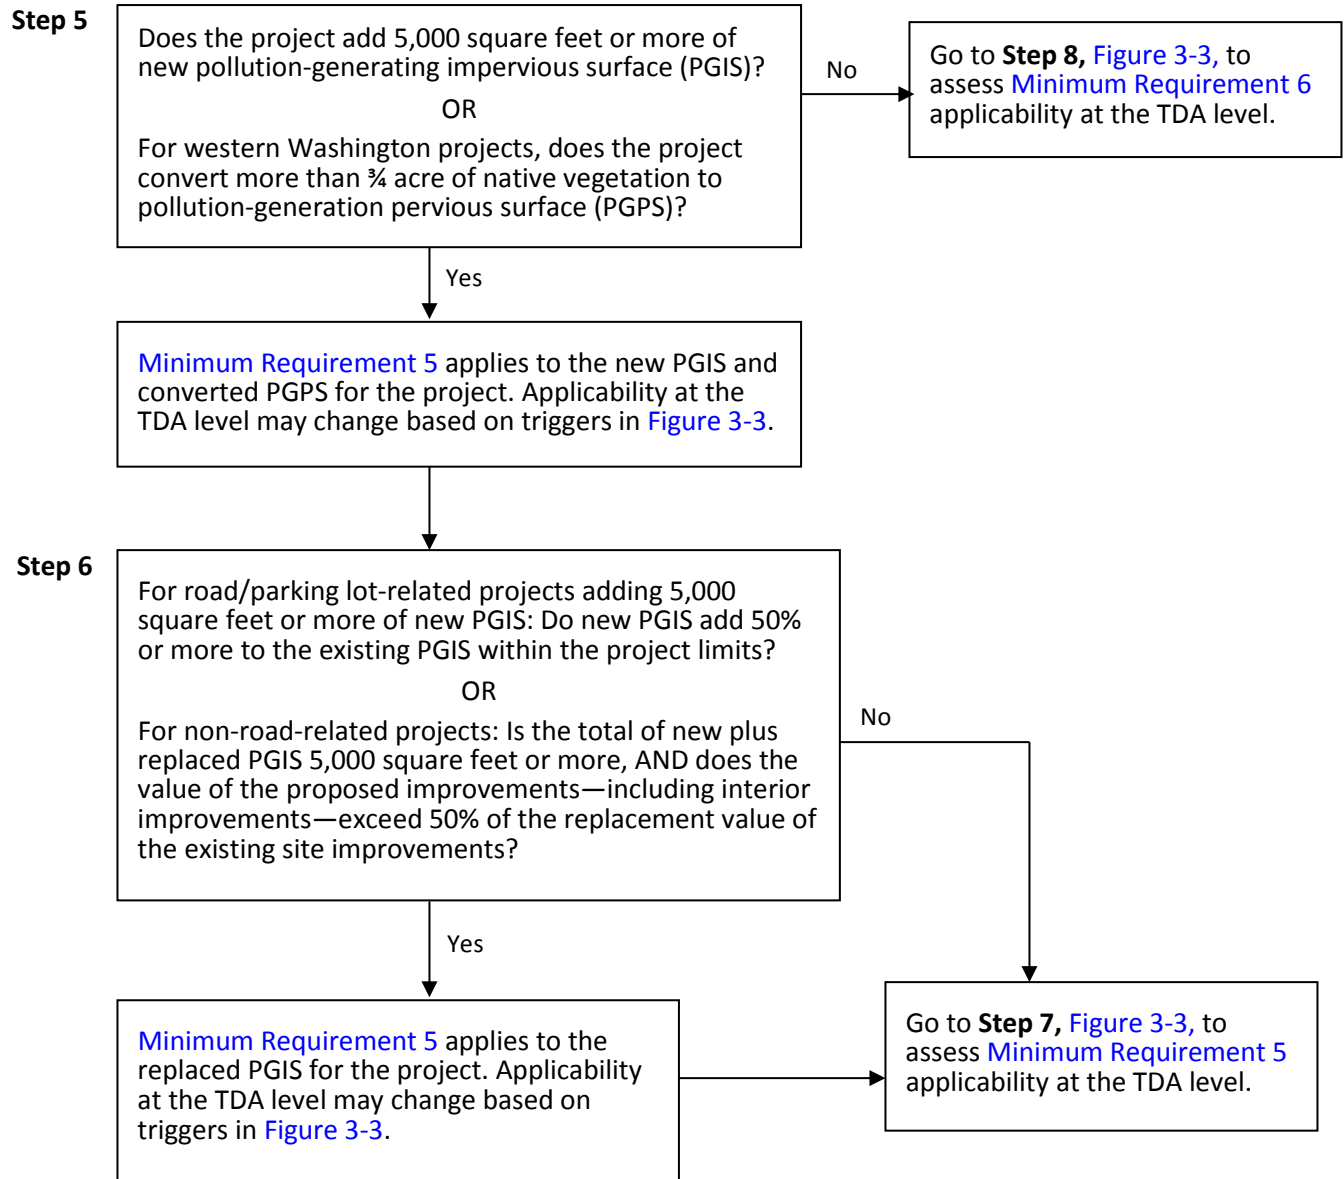 Step 5
Does the project add 5,000 square feet or more of
new pollution-generating impervious surface (PGIS)?
OR
For western Washington projects, does the project
convert more than ¾ acre of native vegetation to
pollution-generation pervious surface (PGPS)?
No
Go to Step 8, Figure 3-3, to
assess Minimum Requirement 6
applicability at the TDA level.
Yes
Minimum Requirement 5 applies to the new PGIS and
converted PGPS for the project. Applicability at the
TDA level may change based on triggers in Figure 3-3.
Step 6
For road/parking lot-related projects adding 5,000
square feet or more of new PGIS: Do new PGIS add 50%
or more to the existing PGIS within the project limits?
OR
For non-road-related projects: Is the total of new plus
replaced PGIS 5,000 square feet or more, AND does the
value of the proposed improvements—including interior
improvements—exceed 50% of the replacement value of
the existing site improvements?
No
Yes
Minimum Requirement 5 applies to the
replaced PGIS for the project. Applicability
at the TDA level may change based on
triggers in Figure 3-3.
Go to Step 7, Figure 3-3, to
assess Minimum Requirement 5
applicability at the TDA level.